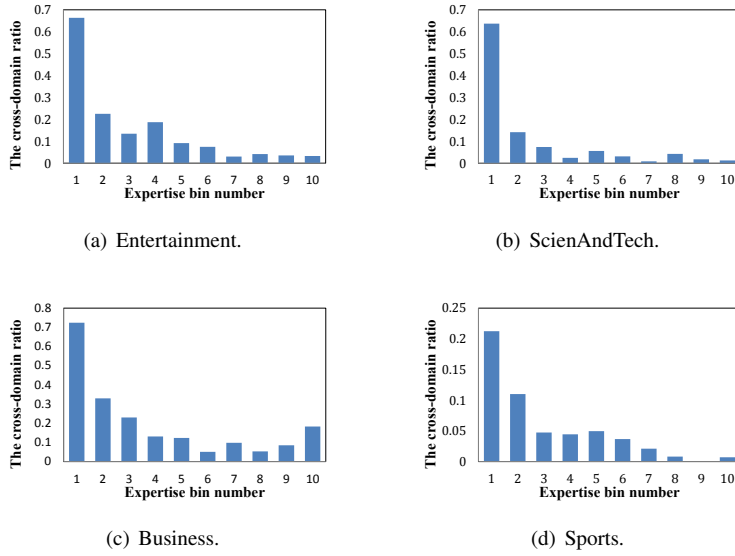 The cross-domain ratio
0.7
0.6
0.5
0.4
0.3
0.2
0.1
0
1 2 3 4 5 6 7 8 9 10
Expertise bin number
(a) Entertainment.
The cross-domain ratio
0.7
0.6
0.5
0.4
0.3
0.2
0.1
0
1 2 3 4 5 6 7 8 9 10
Expertise bin number
(b) ScienAndTech.
The cross-domain ratio
0.8
0.7
0.6
0.5
0.4
0.3
0.2
0.1
0
1 2 3 4 5 6 7 8 9 10
Expertise bin number
(c) Business.
The cross-domain ratio
0.25
0.2
0.15
0.1
0.05
0
1 2 3 4 5 6 7 8 9 10
Expertise bin number
(d) Sports.